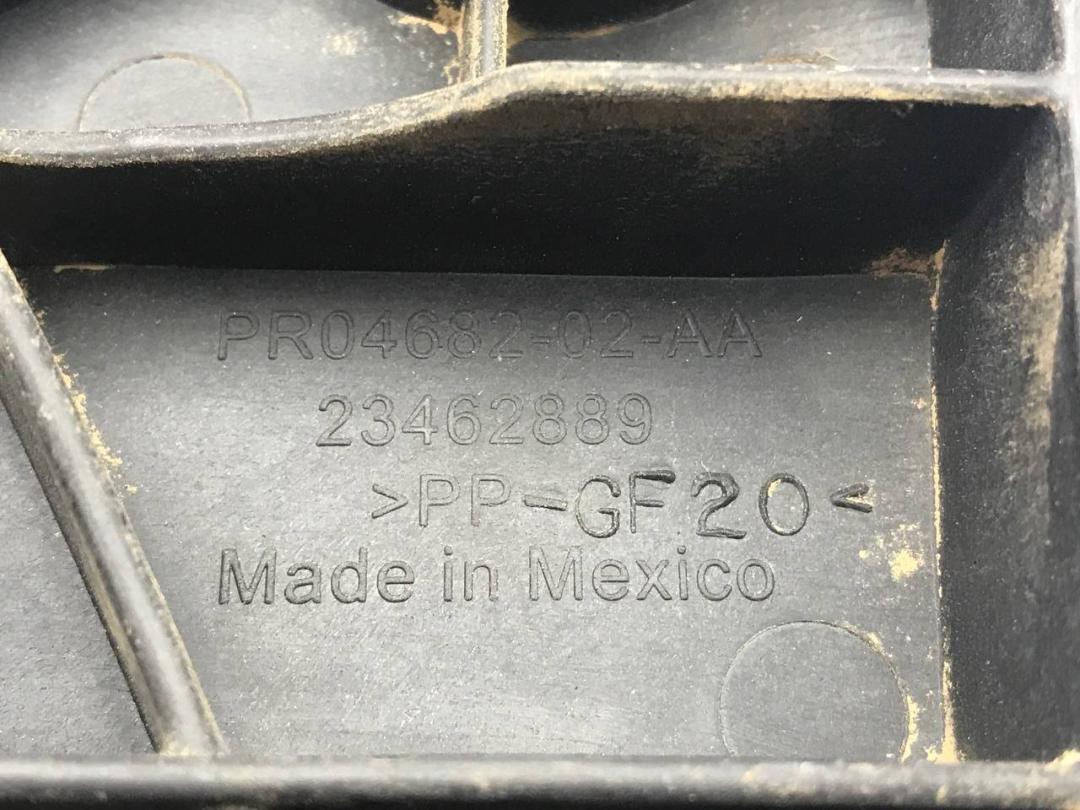 PR04682-02-AA
23462889
>PP-GF20<
Made in Mexico